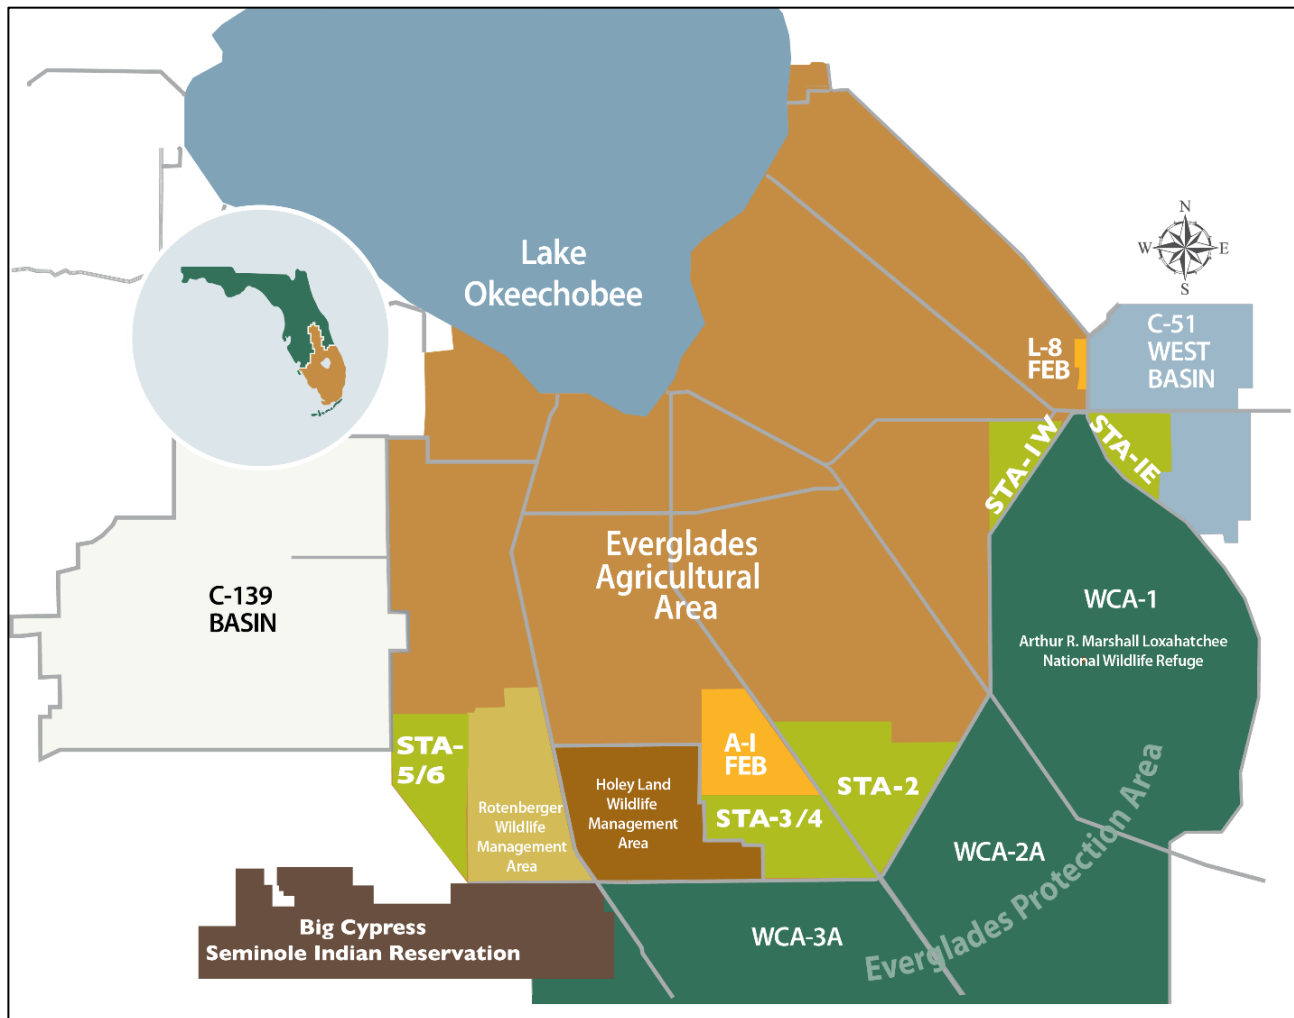 N
W E
S
Lake
Okeechobee
C-51
WEST
BASIN
L-8
FEB
STA-1W
STA-1E
Everglades
Agricultural
Area
C-139
BASIN
WCA-1
Arthur R. Marshall Loxahatchee
National Wildlife Refuge
STA-
5/6
A-1
FEB
STA-2
Rotenberger
Wildlife
Management
Area
Holey Land
Wildlife
Management
Area
STA-3/4
WCA-2A
Everglades Protection Area
Big Cypress
Seminole Indian Reservation
WCA-3A